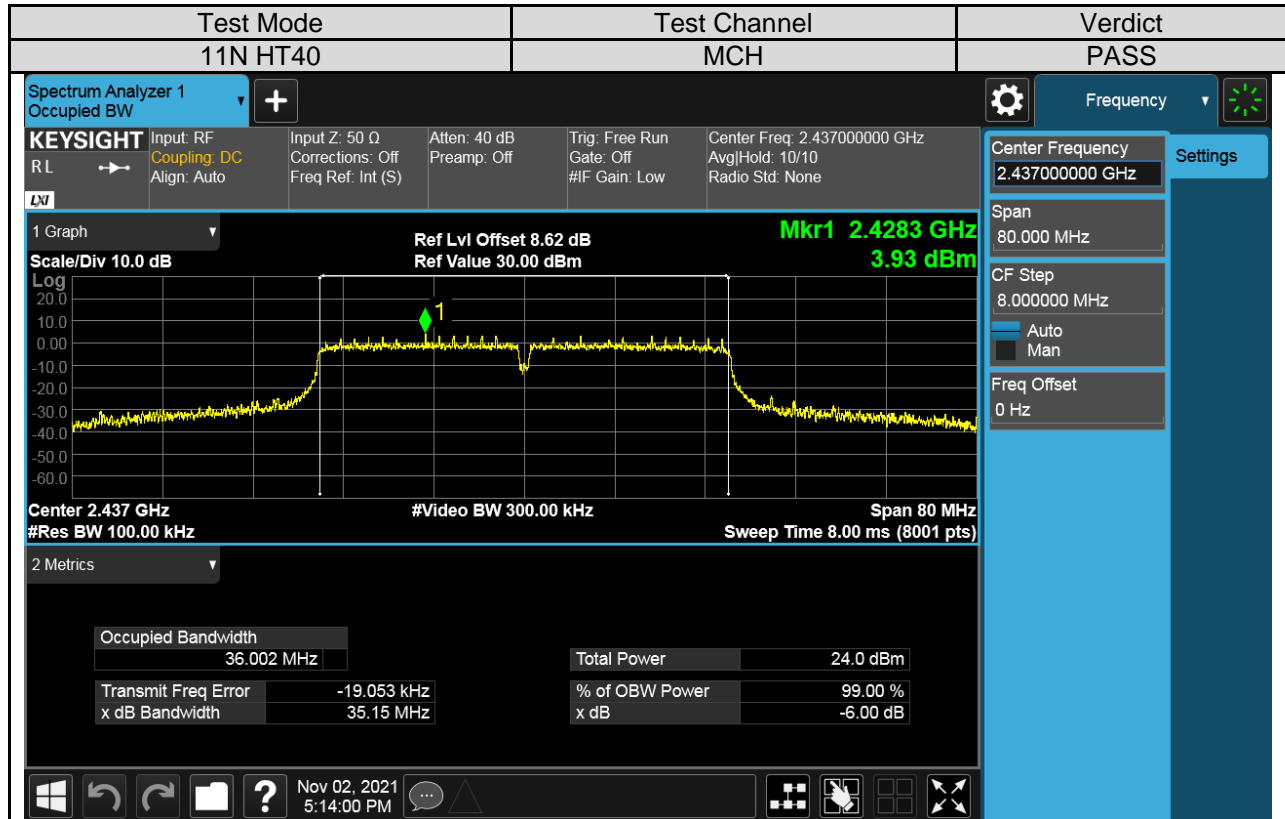 Test Mode Test Channel Verdict
11N HT40 MCH PASS
Spectrum Analyzer 1
Occupied BW
Frequency
KEYSIGHT
RL
LXI
Input: RF
Coupling: DC
Align: Auto
Input Z: 50 Ω
Corrections: Off
Freq Ref: Int (S)
Atten: 40 dB
Preamp: Off
Trig: Free Run
Gate: Off
#IF Gain: Low
Center Freq: 2.437000000 GHz
Avg|Hold: 10/10
Radio Std: None
Center Frequency
2.437000000 GHz
Settings
Span
80.000 MHz
CF Step
8.000000 MHz
Auto
Man
Freq Offset
0 Hz
1 Graph
Scale/Div 10.0 dB
Ref Lvl Offset 8.62 dB
Ref Value 30.00 dBm
Mkr1 2.4283 GHz
3.93 dBm
Log
20.0
10.0
0.00
-10.0
-20.0
-30.0
-40.0
-50.0
-60.0
1
Center 2.437 GHz
#Res BW 100.00 kHz
#Video BW 300.00 kHz
Span 80 MHz
Sweep Time 8.00 ms (8001 pts)
2 Metrics
Occupied Bandwidth
36.002 MHz
Total Power 24.0 dBm
Transmit Freq Error -19.053 kHz
% of OBW Power 99.00 %
x dB Bandwidth 35.15 MHz
x dB -6.00 dB
?
Nov 02, 2021
5:14:00 PM